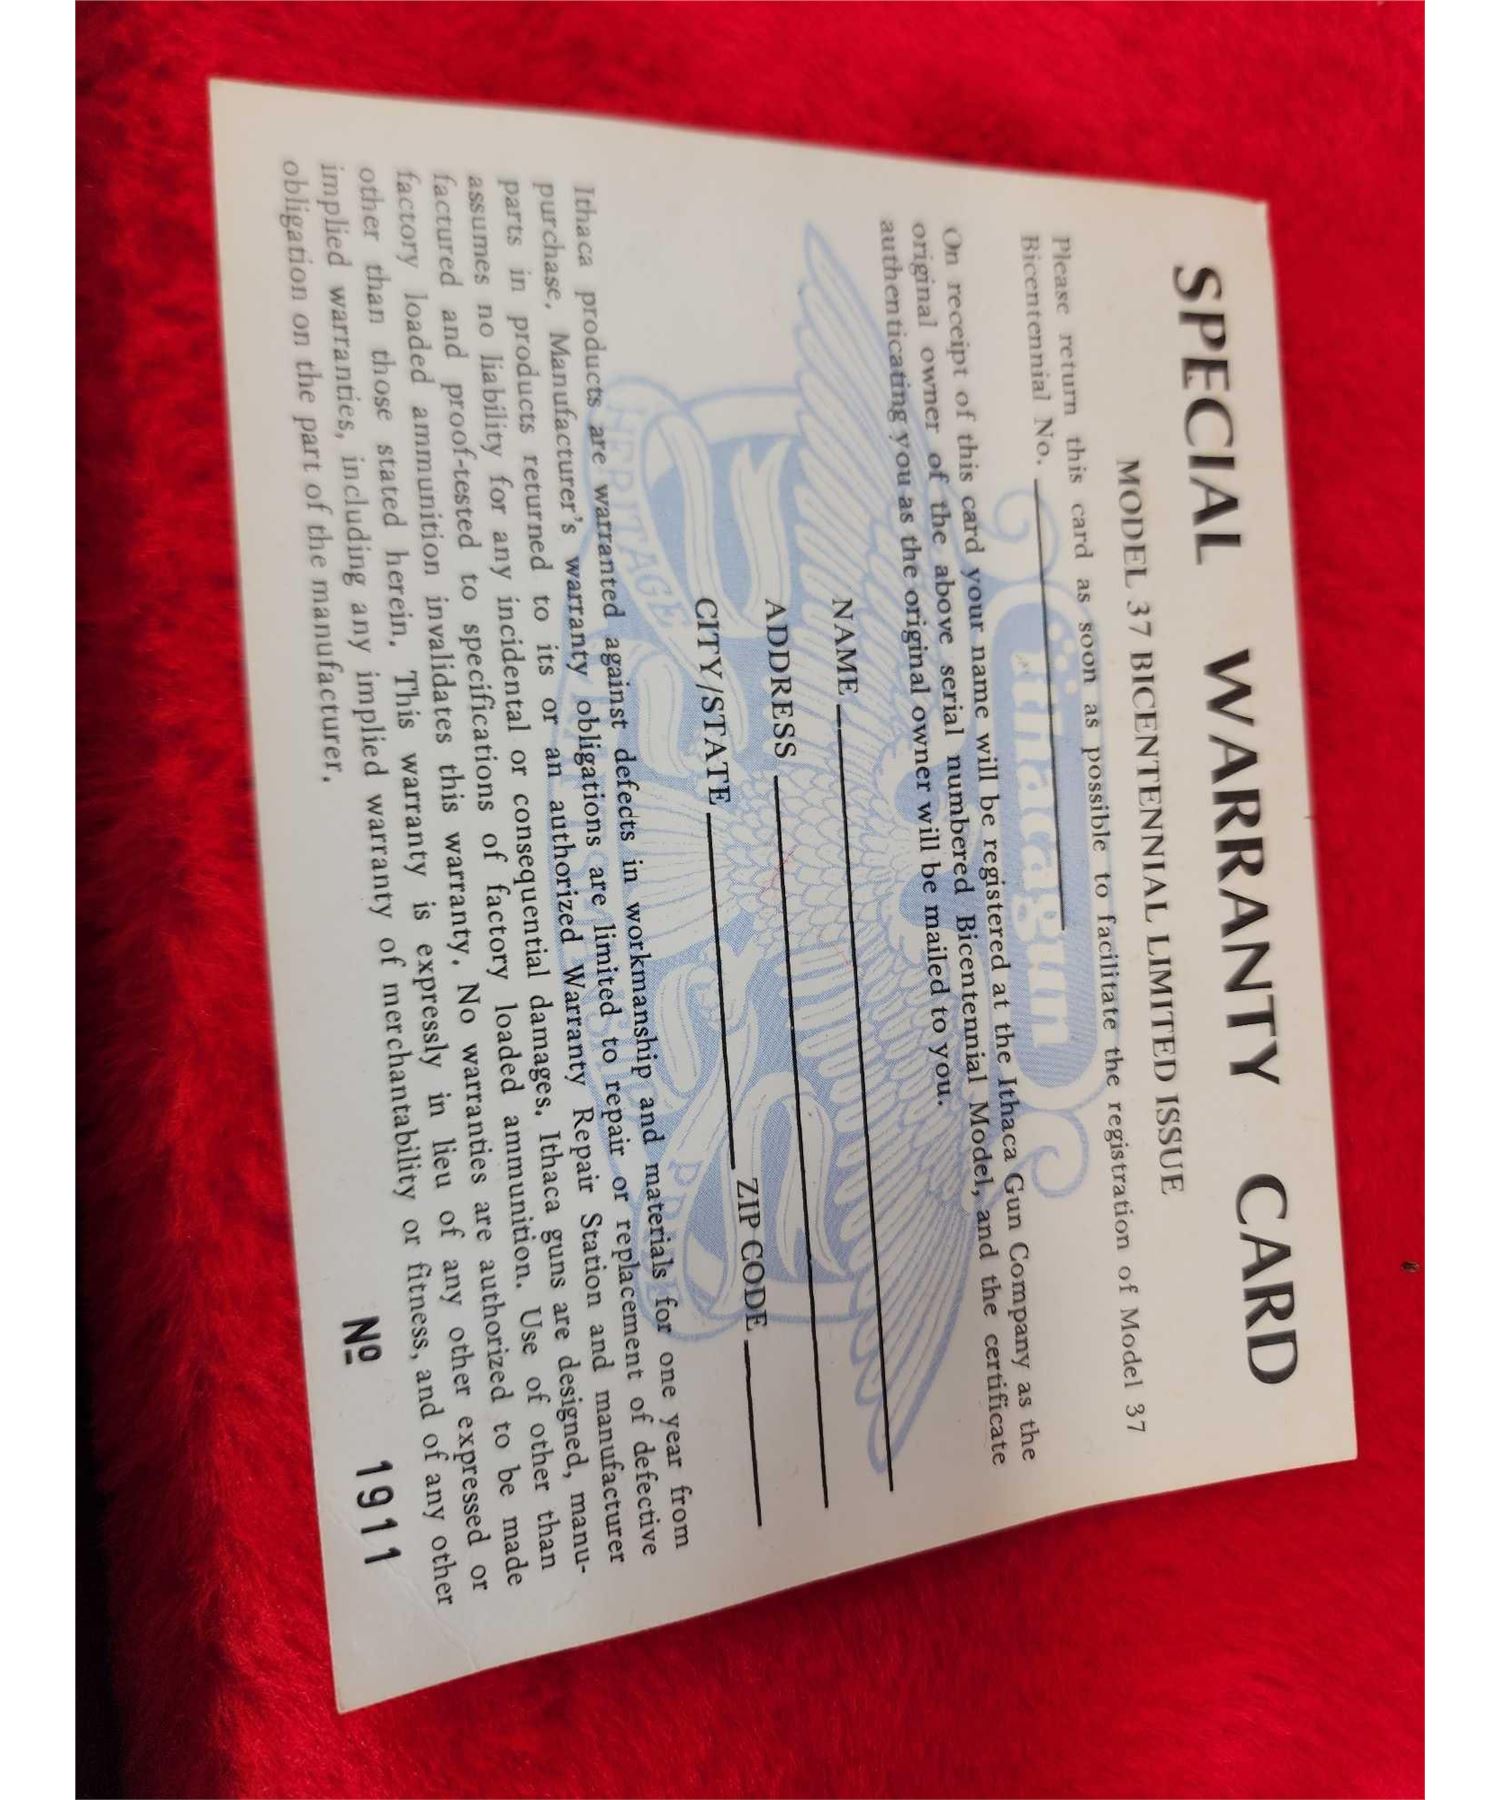 SPECIAL WARRANTY CARD
MODEL 37 BICENTENNIAL LIMITED ISSUE
Please return this card as soon as possible to facilitate the registration of Model 37
Bicentennial No.
Ithacagun
On receipt of this card your name will be registered at the Ithaca Gun Company as the
original owner of the above serial numbered Bicentennial Model, and the certificate
authenticating you as the original owner will be mailed to you.
NAME
ADDRESS
CITY/STATE ZIP CODE
HERITAGE
Ithaca products are warranted against defects in workmanship and materials for one year from
purchase. Manufacturer's warranty obligations are limited to repair or replacement of defective
parts in products returned to its or an authorized Warranty Repair Station and manufacturer
assumes no liability for any incidental or consequential damages. Ithaca guns are designed, manu-
factured and proof-tested to specifications of factory loaded ammunition. Use of other than
factory loaded ammunition invalidates this warranty. No warranties are authorized to be made
other than those stated herein. This warranty is expressly in lieu of any other expressed or
implied warranties, including any implied warranty of merchantability or fitness, and of any other
obligation on the part of the manufacturer.
Nº 1911